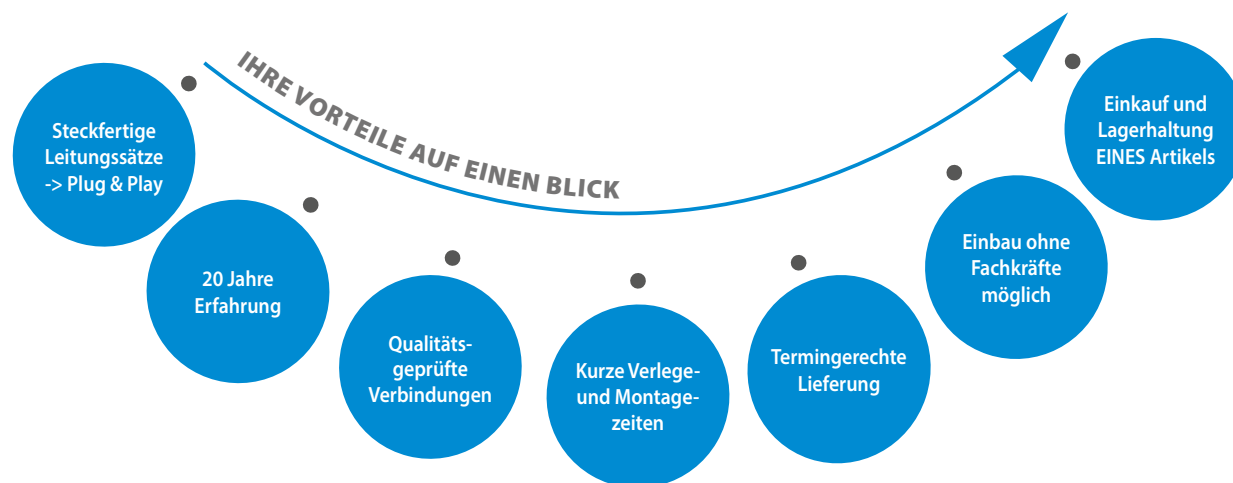 IHRE VORTEILE AUF EINEN BLICK
Steckfertige
Leitungssätze
-> Plug & Play
20 Jahre
Erfahrung
Qualitäts-
geprüfte
Verbindungen
Kurze Verlege-
und Montage-
zeiten
Termingerechte
Lieferung
Einbau ohne
Fachkräfte
möglich
Einkauf und
Lagerhaltung
EINES Artikels